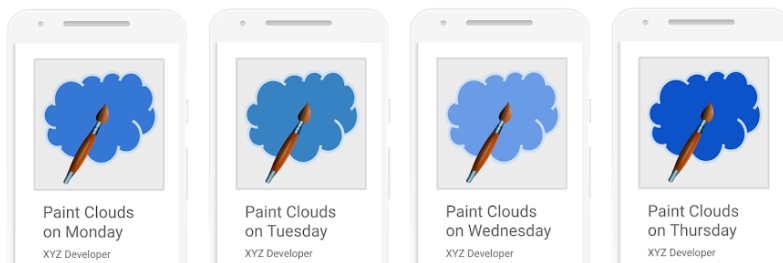 Paint Clouds
on Monday
XYZ Developer
Paint Clouds
on Tuesday
XYZ Developer
Paint Clouds
on Wednesday
XYZ Developer
Paint Clouds
on Thursday
XYZ Developer